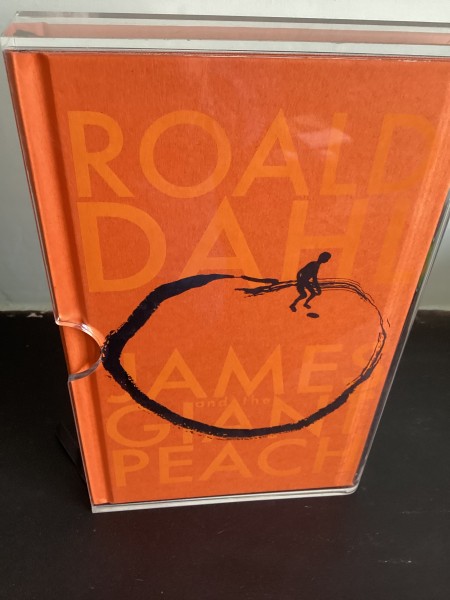 ROALD
DAHL
JAMES
and the
GIANT
PEACH